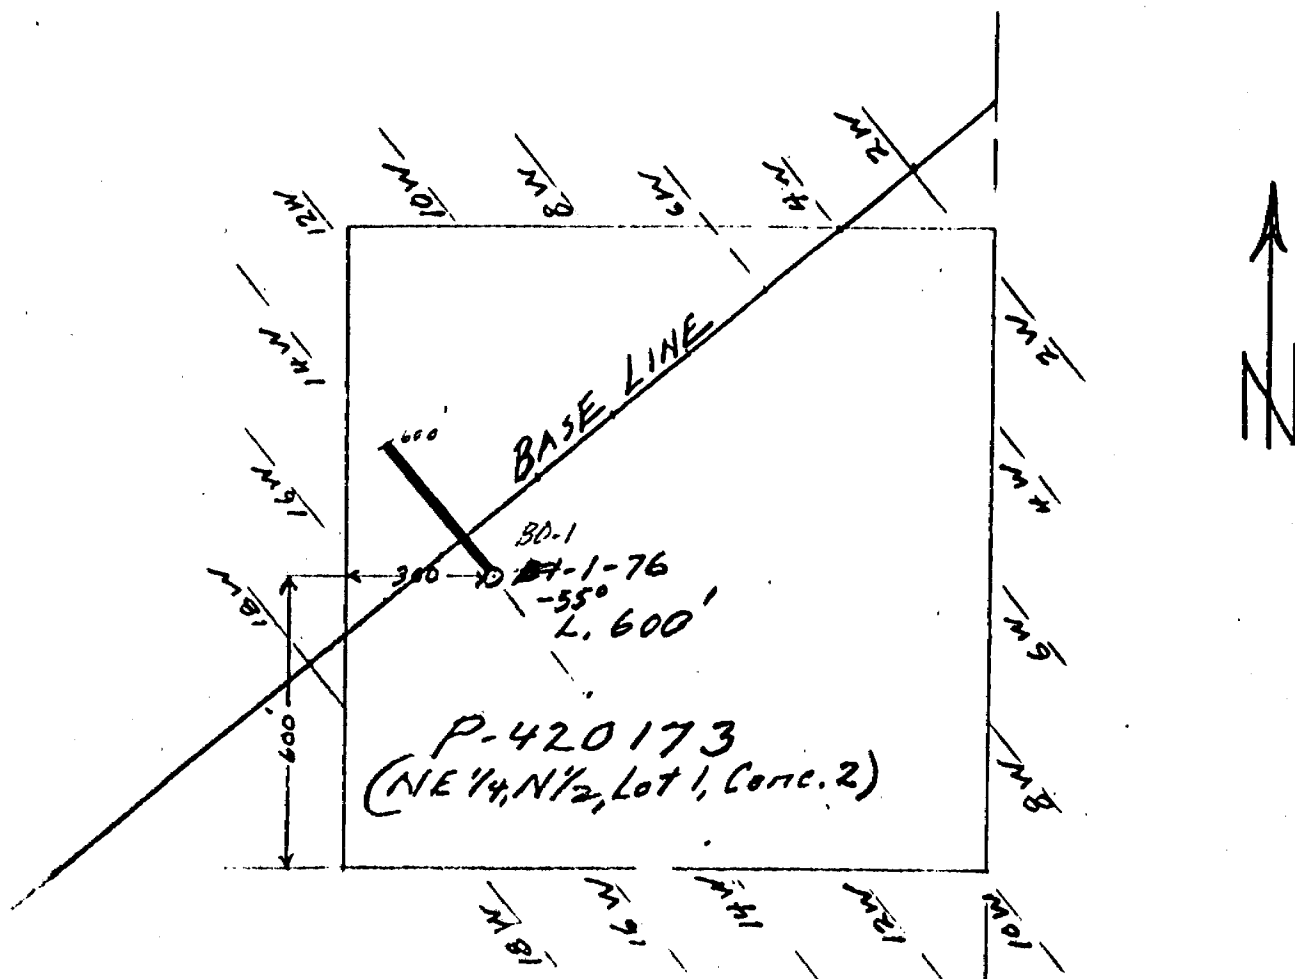 2W
4W
6W
8W
10W
12W
14W
16W
18W
2W
4W
6W
8W
10W
12W
14W
16W
18W
N
BASE LINE
600'
BD-1
-1-76
-55°
L. 600'
300
600'
P-420173
(NE 1/4, N 1/2, Lot 1, Conc. 2)